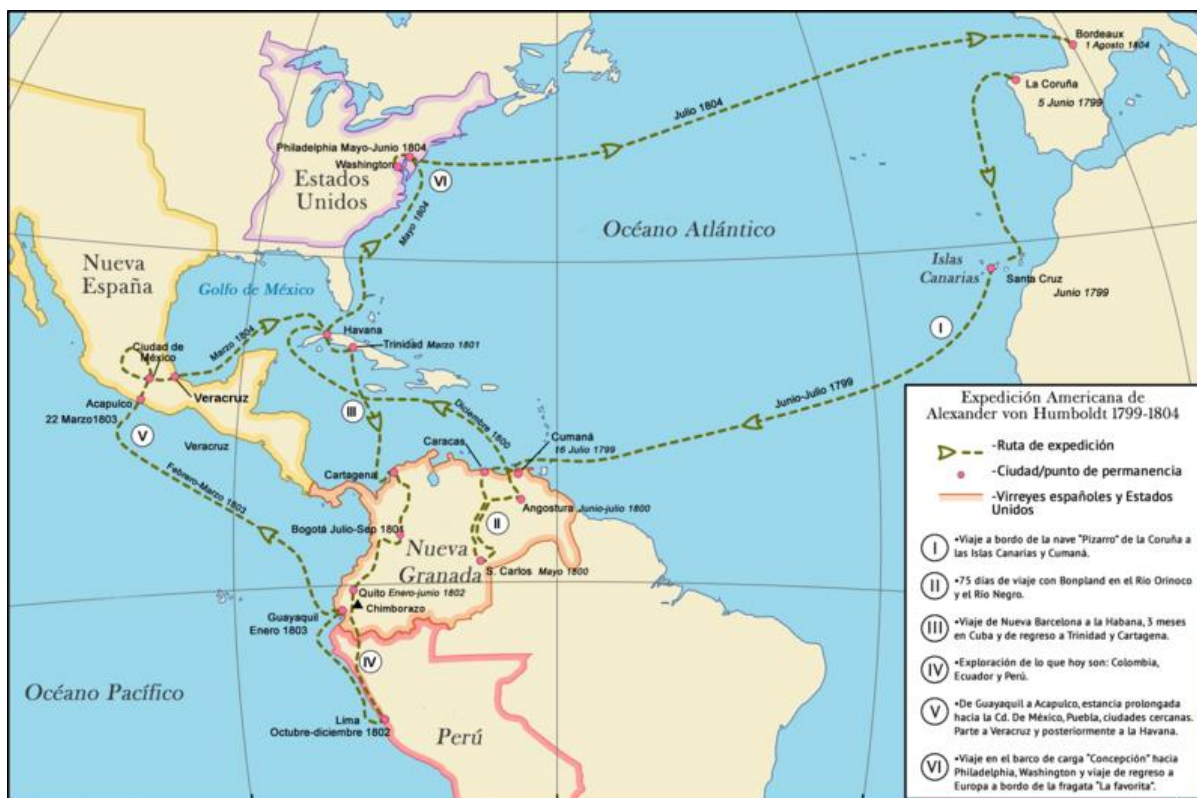 Bordeaux
1 Agosto 1804
La Coruña
5 Junio 1799
Julio 1804
Philadelphia Mayo-Junio 1804
Washington
Estados
Unidos
VI
Mayo 1804
Océano Atlántico
Nueva
España
Golfo de México
Islas
Canarias
Santa Cruz
Junio 1799
I
Havana
Trinidad Marzo 1801
Marzo 1804
Ciudad de
México
Veracruz
Acapulco
22 Marzo1803
V
Veracruz
III
Diciembre 1800
Junio-Julio 1799
Caracas
Cumaná
16 Julio 1799
Cartagena
Angostura Junio-julio 1800
II
Febrero-Marzo 1803
Bogotá Julio-Sep 1801
Nueva
Granada
S. Carlos Mayo 1800
Quito Enero-junio 1802
Chimborazo
Guayaquil
Enero 1803
IV
Océano Pacífico
Lima
Octubre-diciembre 1802
Perú
Expedición Americana de
Alexander von Humboldt 1799-1804
-Ruta de expedición
-Ciudad/punto de permanencia
-Virreyes españoles y Estados
Unidos
I •Viaje a bordo de la nave "Pizarro" de la Coruña a
las Islas Canarias y Cumaná.
II •75 días de viaje con Bonpland en el Río Orinoco
y el Río Negro.
III •Viaje de Nueva Barcelona a la Habana, 3 meses
en Cuba y de regreso a Trinidad y Cartagena.
IV •Exploración de lo que hoy son: Colombia,
Ecuador y Perú.
V •De Guayaquil a Acapulco, estancia prolongada
hacia la Cd. De México, Puebla, ciudades cercanas.
Parte a Veracruz y posteriormente a la Havana.
VI •Viaje en el barco de carga "Concepción" hacia
Philadelphia, Washington y viaje de regreso a
Europa a bordo de la fragata "La favorita".